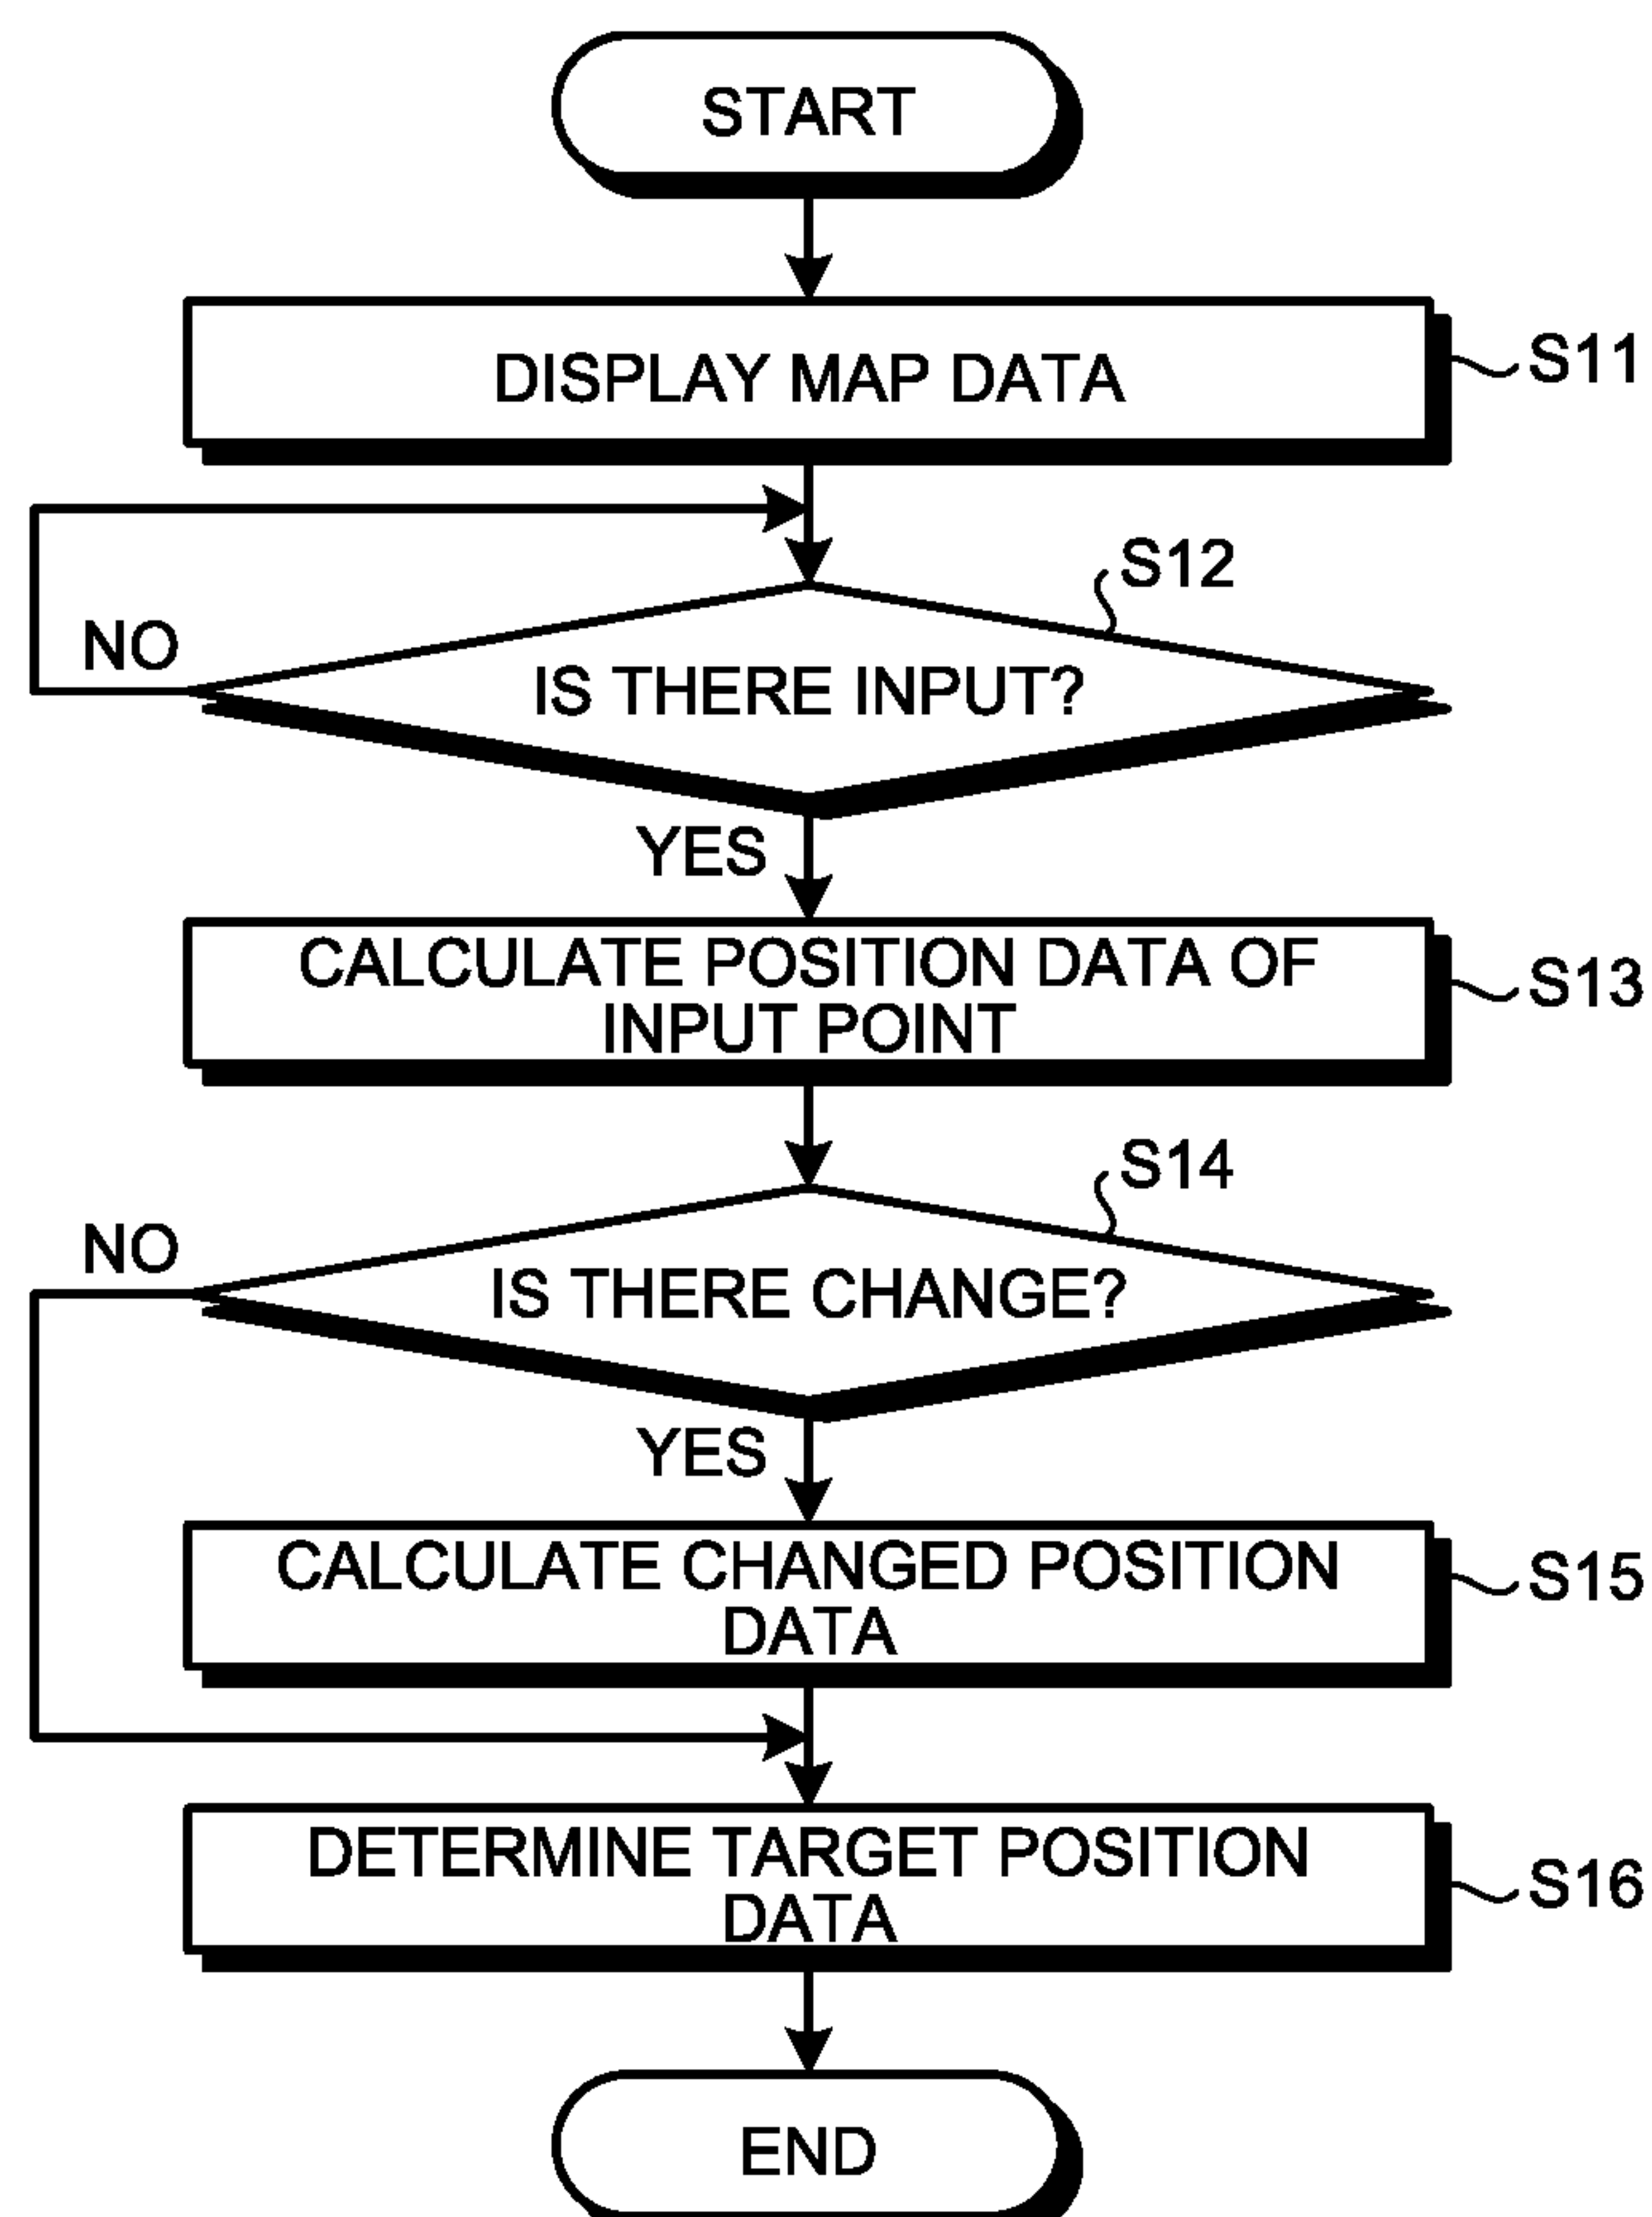 START
DISPLAY MAP DATA
S11
S12
NO
IS THERE INPUT?
YES
CALCULATE POSITION DATA OF
INPUT POINT
S13
S14
NO
IS THERE CHANGE?
YES
CALCULATE CHANGED POSITION
DATA
S15
DETERMINE TARGET POSITION
DATA
S16
END